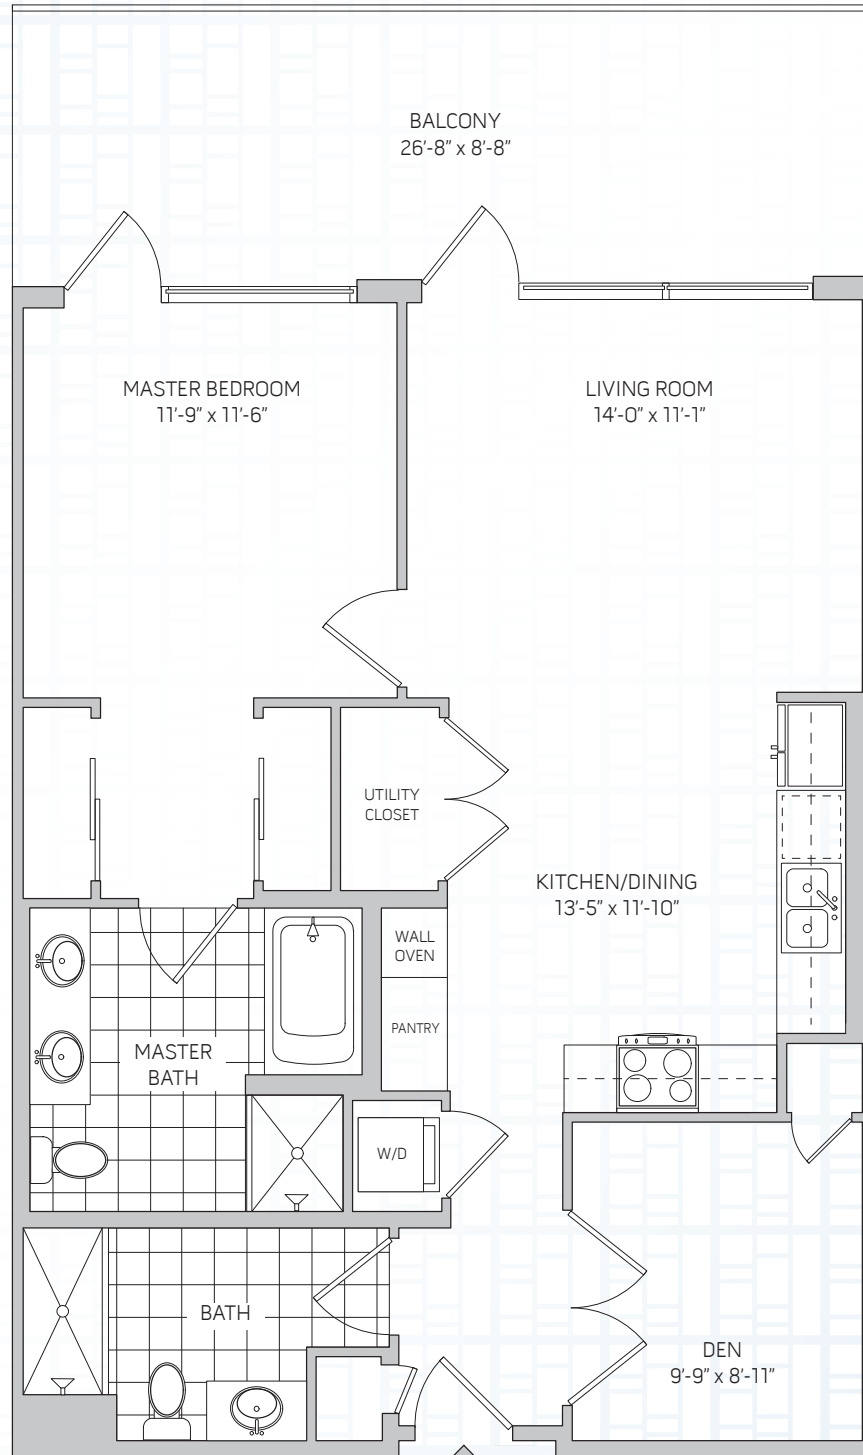 BALCONY
26'-8" x 8'-8"
MASTER BEDROOM
11'-9" x 11'-6"
LIVING ROOM
14'-0" x 11'-1"
UTILITY
CLOSET
KITCHEN/DINING
13'-5" x 11'-10"
WALL
OVEN
PANTRY
MASTER
BATH
W/D
BATH
DEN
9'-9" x 8'-11"